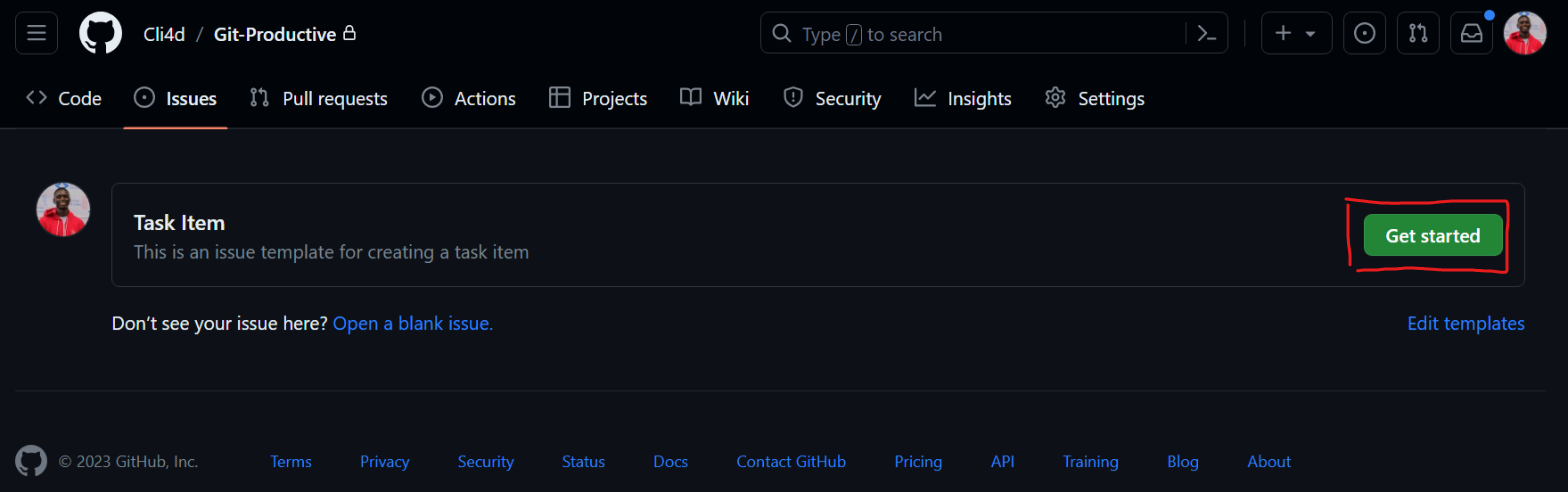 Cli4d / Git-Productive
Type / to search
Code Issues Pull requests Actions Projects Wiki Security Insights Settings
Task Item
This is an issue template for creating a task item
Get started
Don’t see your issue here? Open a blank issue.
Edit templates
© 2023 GitHub, Inc. Terms Privacy Security Status Docs Contact GitHub Pricing API Training Blog About